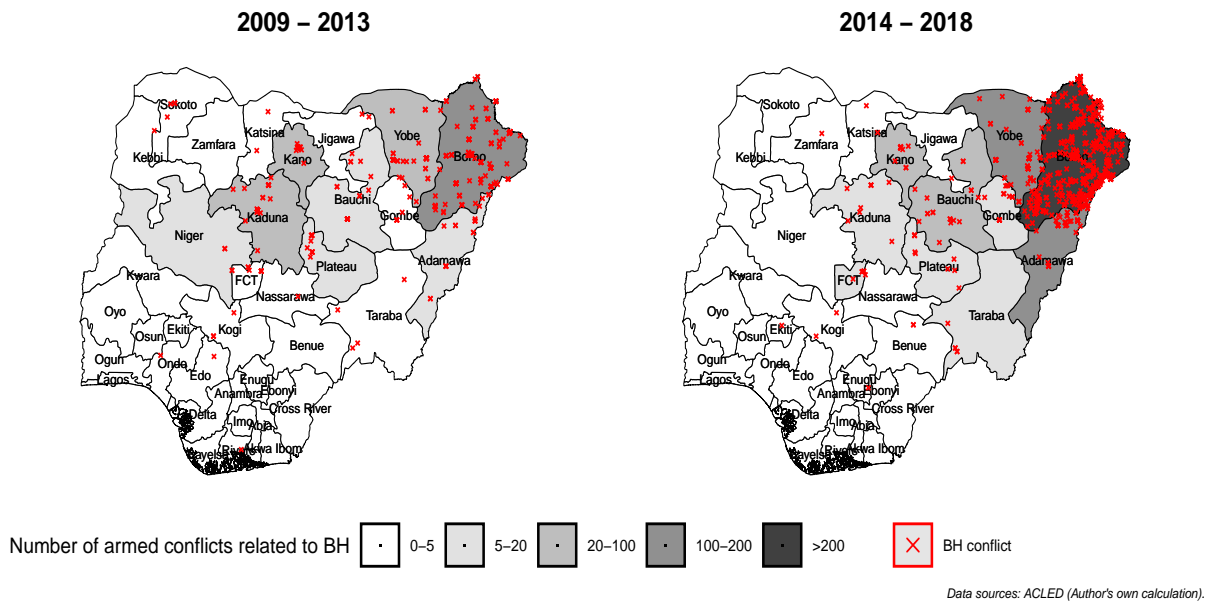 2009 – 2013
Sokoto
Katsina
Jigawa
Yobe
Borno
Zamfara
Kebbi
Kano
Bauchi
Gombe
Kaduna
Niger
Adamawa
Plateau
Kwara
FCT
Nassarawa
Taraba
Oyo
Ekiti
Kogi
Osun
Benue
Ogun
Ondo
Edo
Lagos
Enugu
Anambra
Ebonyi
Cross River
Delta
Imo
Abia
Rivers
Akwa Ibom
Bayelsa
2014 – 2018
Sokoto
Katsina
Jigawa
Yobe
Borno
Zamfara
Kebbi
Kano
Bauchi
Gombe
Kaduna
Niger
Adamawa
Plateau
Kwara
FCT
Nassarawa
Taraba
Oyo
Ekiti
Kogi
Osun
Benue
Ogun
Ondo
Edo
Lagos
Enugu
Anambra
Ebonyi
Cross River
Delta
Imo
Abia
Rivers
Akwa Ibom
Bayelsa
Number of armed conflicts related to BH 0–5 5–20 20–100 100–200 >200 BH conflict
Data sources: ACLED (Author's own calculation).